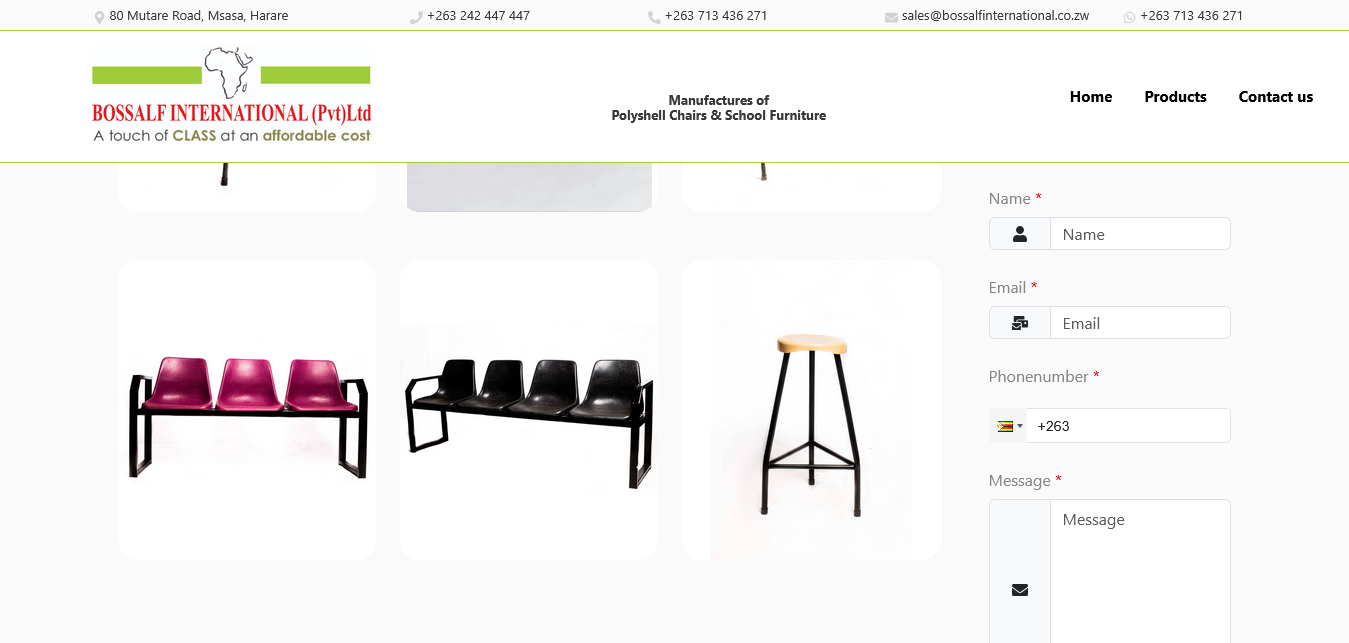 80 Mutare Road, Msasa, Harare
+263 242 447 447
+263 713 436 271
sales@bossalfinternational.co.zw
+263 713 436 271
BOSSALF INTERNATIONAL (Pvt)Ltd
A touch of CLASS at an affordable cost
Manufactures of
Polyshell Chairs & School Furniture
Home
Products
Contact us
Name *
Name
Email *
Email
Phonenumber *
+263
Message *
Message